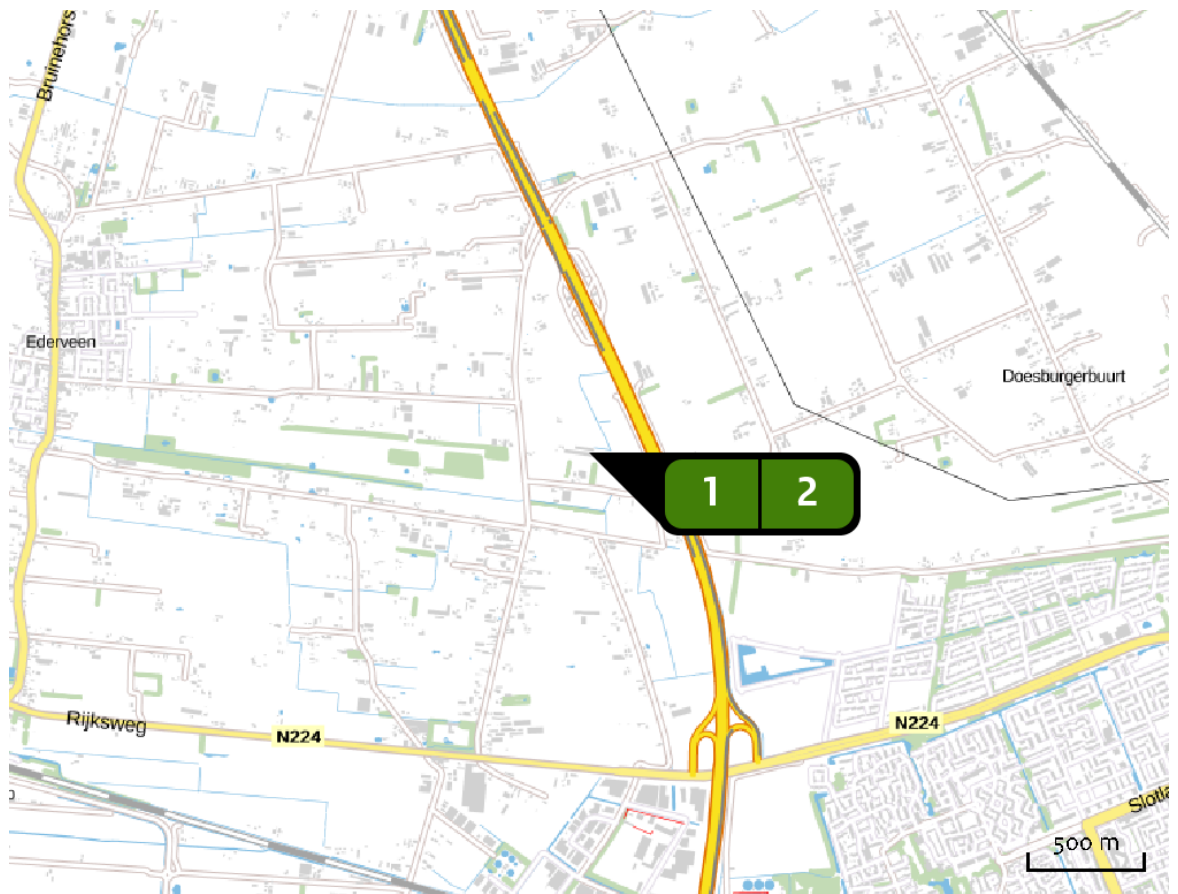 Bruinehors
Ederveen
Doesburgerbuurt
1 2
Rijksweg
N224
N224
Slotla
500 m